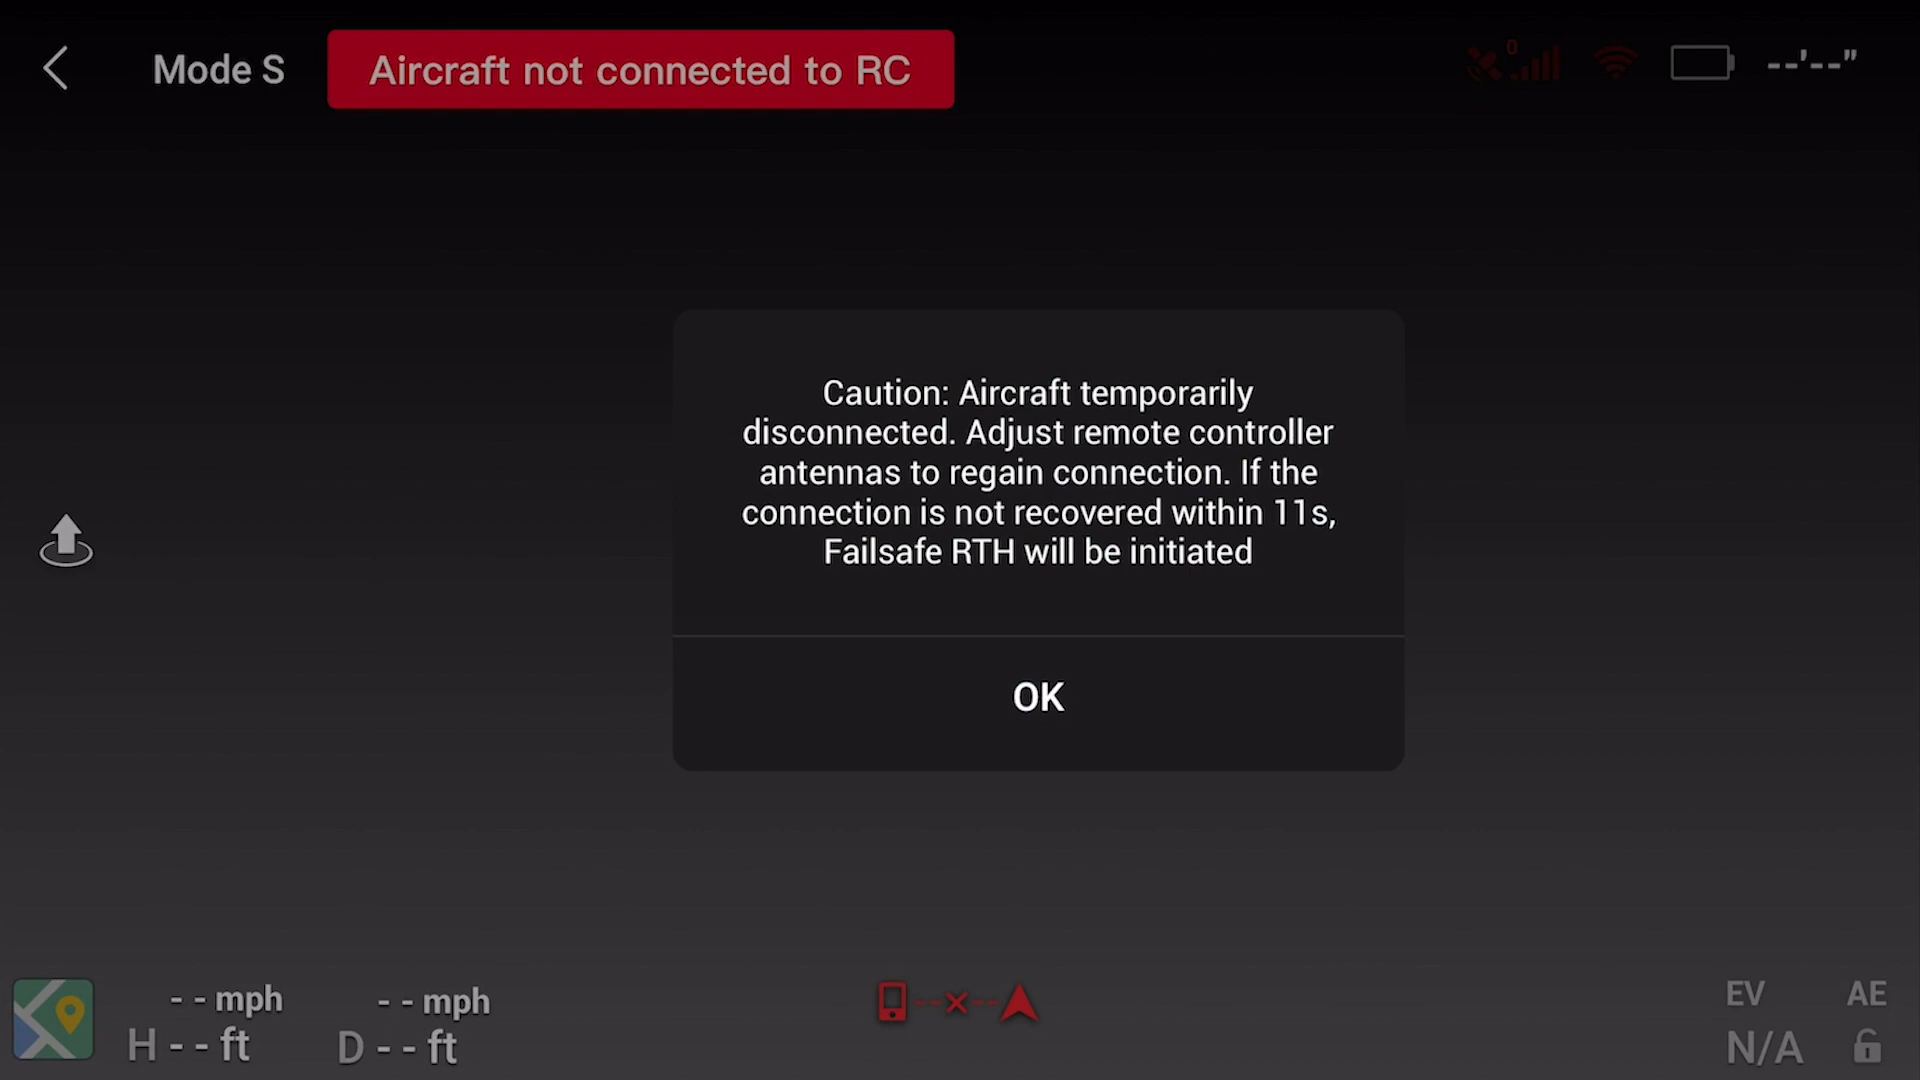 Mode S
Aircraft not connected to RC
0
--'--"
Caution: Aircraft temporarily
disconnected. Adjust remote controller
antennas to regain connection. If the
connection is not recovered within 11s,
Failsafe RTH will be initiated
OK
-- mph
-- mph
H -- ft
D -- ft
EV
AE
N/A